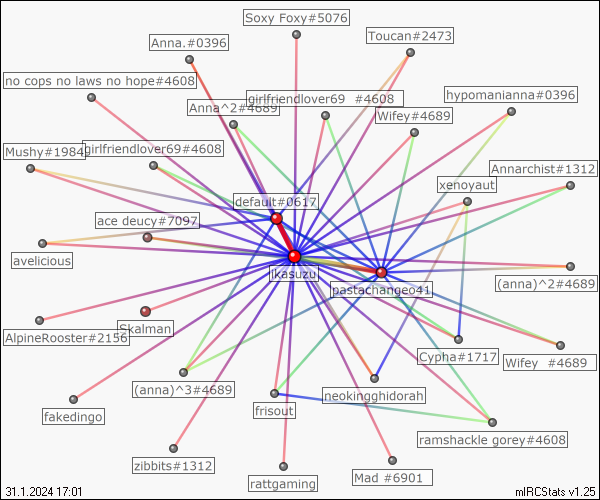 Soxy Foxy#5076
Anna.#0396
Toucan#2473
no cops no laws no hope#4608
girlfriendlover69  #4608
hypomanianna#0396
Anna^2#4689
Wifey#4689
Mushy#1984
girlfriendlover69#4608
Annarchist#1312
xenoyaut
default#0617
ace deucy#7097
avelicious
ikasuzu
pastachangeo41
(anna)^2#4689
AlpineRooster#2156
Skalman
Cypha#1717
Wifey  #4689
(anna)^3#4689
neokingghidorah
fakedingo
frisout
ramshackle gorey#4608
zibbits#1312
rattgaming
Mad #6901
31.1.2024 17:01
mIRCStats v1.25